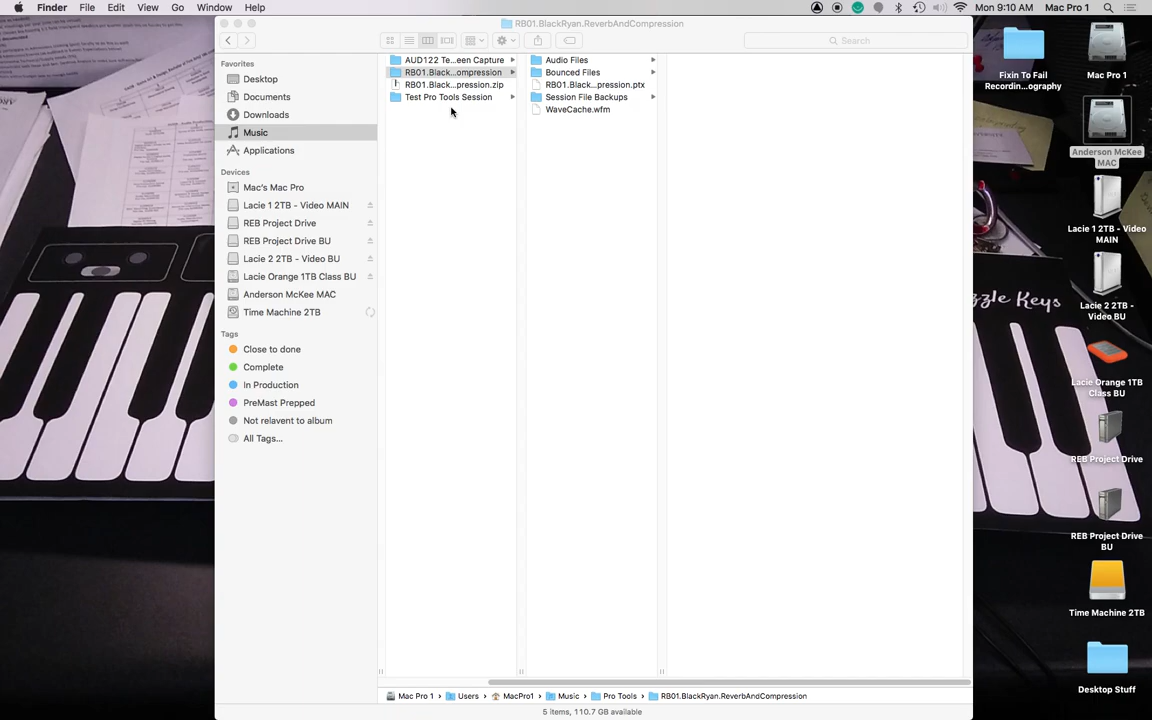 Finder File Edit View Go Window Help
Mon 9:10 AM Mac Pro 1
RB01.BlackRyan.ReverbAndCompression
Search
Favorites
Desktop
Documents
Downloads
Music
Applications
Devices
Mac's Mac Pro
Lacie 1 2TB - Video MAIN
REB Project Drive
REB Project Drive BU
Lacie 2 2TB - Video BU
Lacie Orange 1TB Class BU
Anderson McKee MAC
Time Machine 2TB
Tags
Close to done
Complete
In Production
PreMast Prepped
Not relavent to album
All Tags...
AUD122 Te...een Capture
RB01.Black...ompression
RB01.Black...pression.zip
Test Pro Tools Session
Audio Files
Bounced Files
RB01.Black...pression.ptx
Session File Backups
WaveCache.wfm
Mac Pro 1 Users MacPro1 Music Pro Tools RB01.BlackRyan.ReverbAndCompression
5 items, 110.7 GB available
Fixin To Fail
Recordin...ography
Mac Pro 1
Anderson McKee
MAC
Lacie 1 2TB - Video
MAIN
Lacie 2 2TB -
Video BU
Lacie Orange 1TB
Class BU
REB Project Drive
REB Project Drive
BU
Time Machine 2TB
Desktop Stuff
zzle Keys